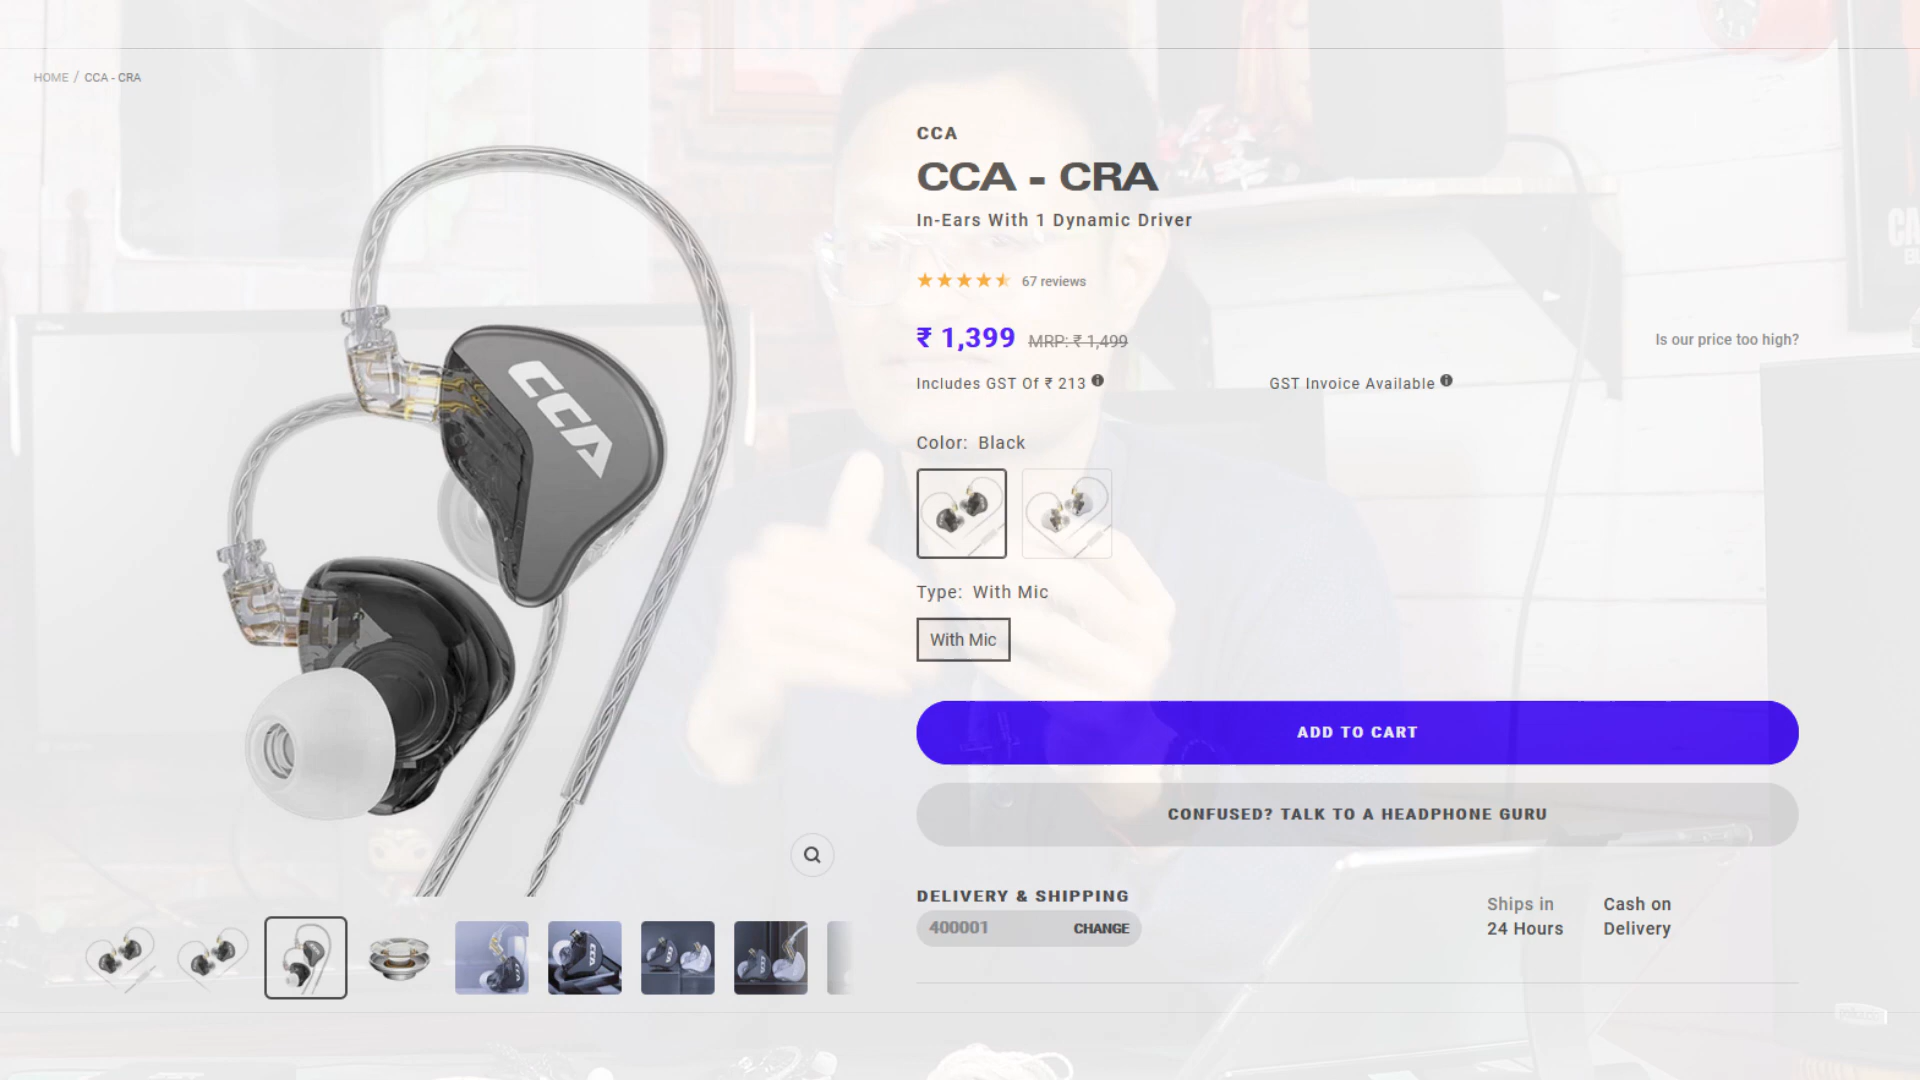 HOME / CCA - CRA
CCA
CCA - CRA
In-Ears With 1 Dynamic Driver
67 reviews
₹ 1,399 MRP: ₹ 1,499
Is our price too high?
Includes GST Of ₹ 213
GST Invoice Available
Color: Black
Type: With Mic
With Mic
ADD TO CART
CONFUSED? TALK TO A HEADPHONE GURU
DELIVERY & SHIPPING
400001 CHANGE
Ships in
24 Hours
Cash on
Delivery
CCA